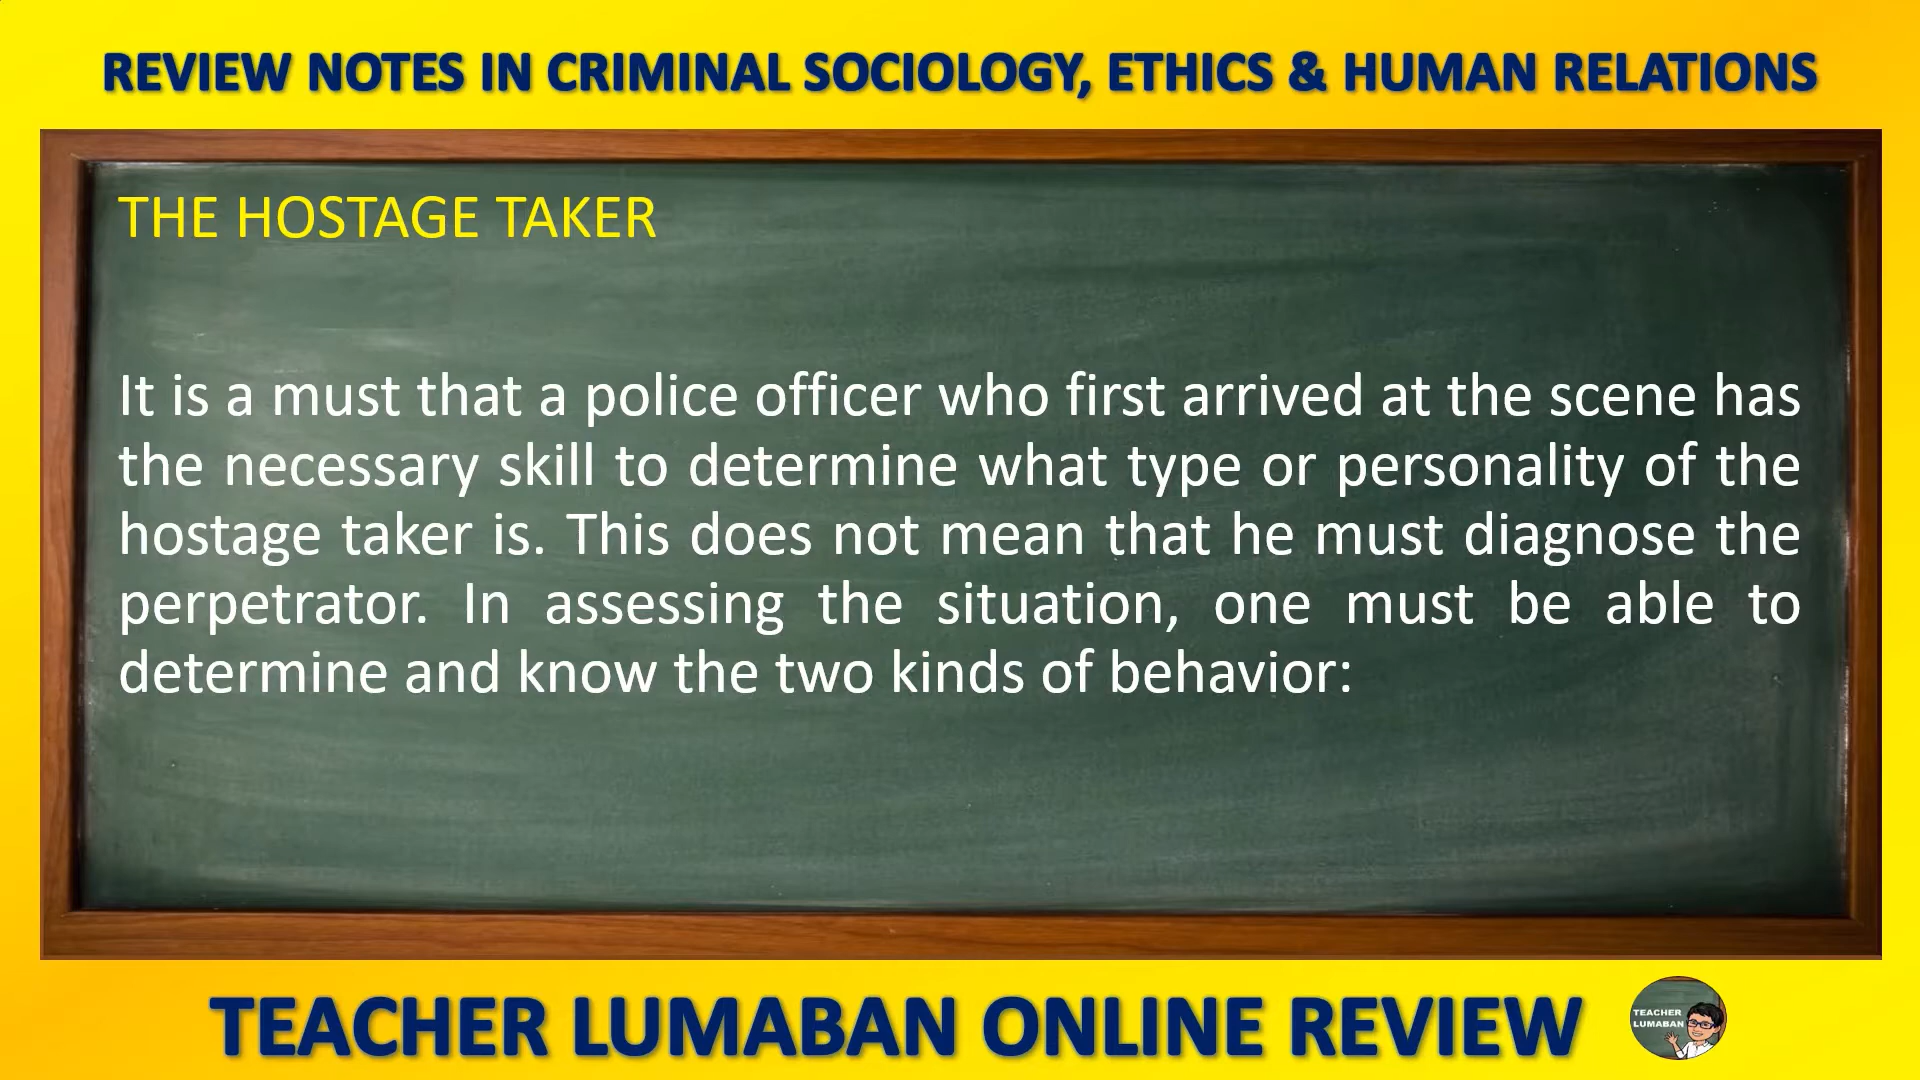 REVIEW NOTES IN CRIMINAL SOCIOLOGY, ETHICS & HUMAN RELATIONS
THE HOSTAGE TAKER
It is a must that a police officer who first arrived at the scene has
the necessary skill to determine what type or personality of the
hostage taker is. This does not mean that he must diagnose the
perpetrator. In assessing the situation, one must be able to
determine and know the two kinds of behavior:
TEACHER LUMABAN ONLINE REVIEW
TEACHER
LUMABAN